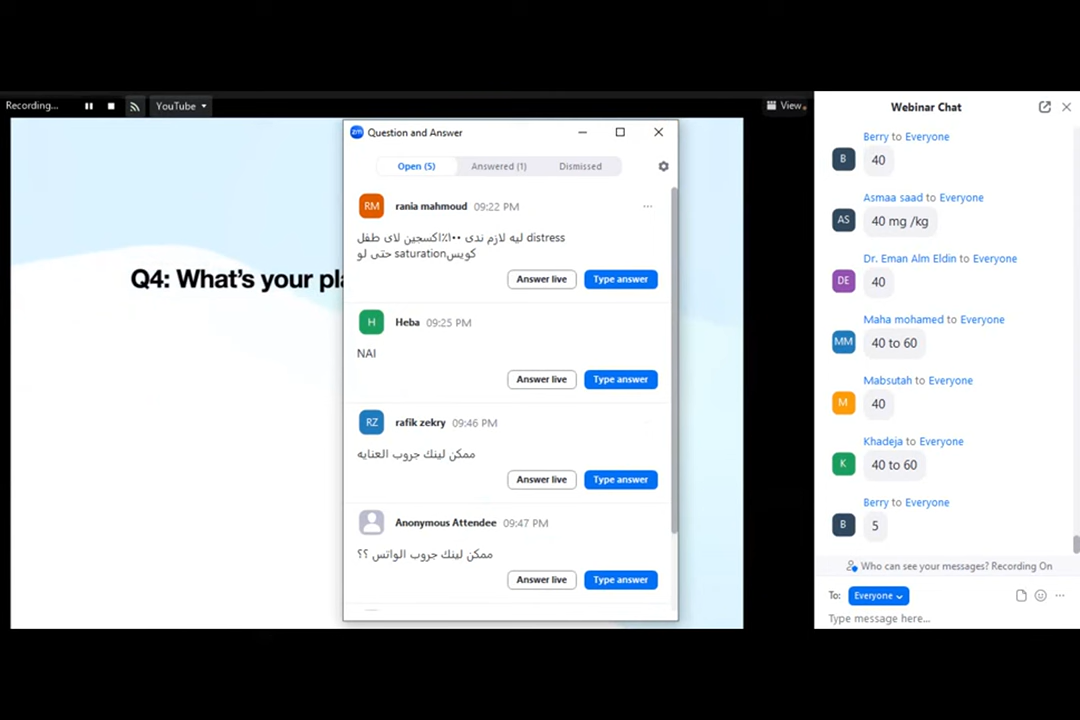 Recording...
YouTube
View
Q4: What's your pla
Question and Answer
Open (5)
Answered (1)
Dismissed
RM
rania mahmoud 09:22 PM
ليه لازم ندى ١٠٠٪اكسجين لاى طفل distress
حتى لو saturationكويس
Answer live
Type answer
H
Heba 09:25 PM
NAI
Answer live
Type answer
RZ
rafik zekry 09:46 PM
ممكن لينك جروب العنايه
Answer live
Type answer
Anonymous Attendee 09:47 PM
ممكن لينك جروب الواتس ؟؟
Answer live
Type answer
Webinar Chat
Berry to Everyone
B
40
Asmaa saad to Everyone
AS
40 mg /kg
Dr. Eman Alm Eldin to Everyone
DE
40
Maha mohamed to Everyone
MM
40 to 60
Mabsutah to Everyone
M
40
Khadeja to Everyone
K
40 to 60
Berry to Everyone
B
5
Who can see your messages? Recording On
To: Everyone
Type message here...